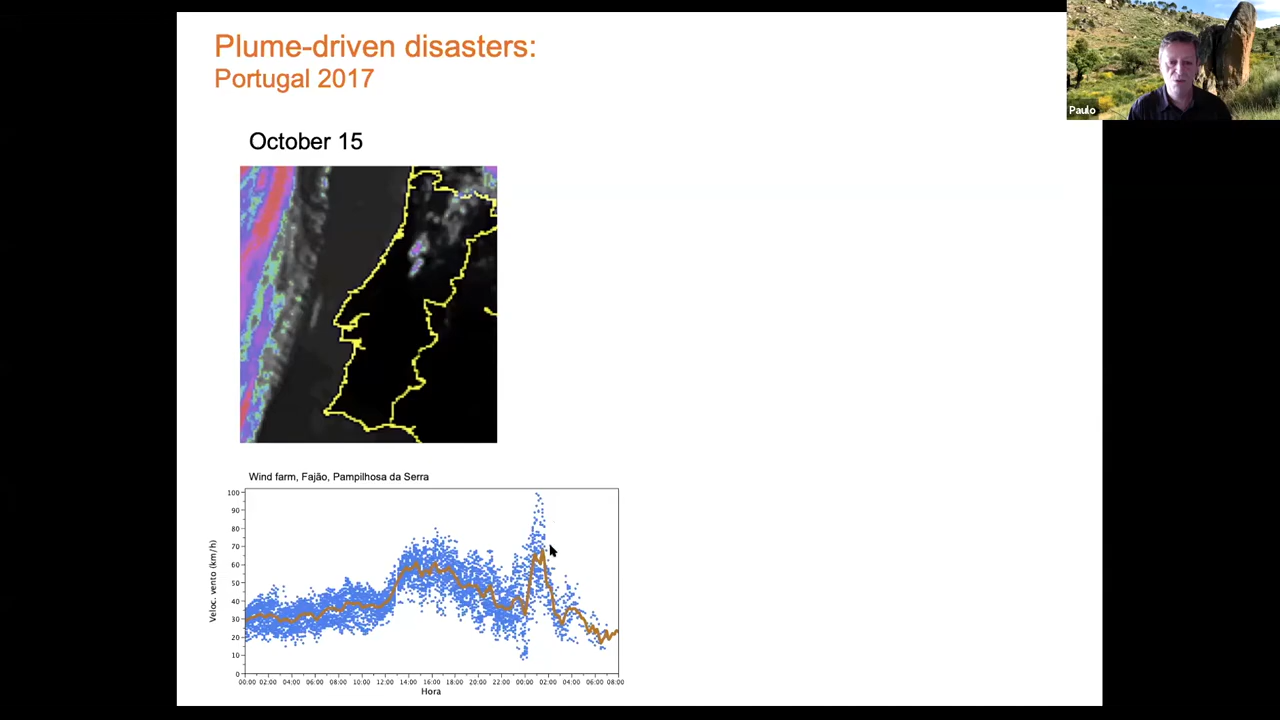 Plume-driven disasters:
Portugal 2017
Paulo
October 15
Wind farm, Fajão, Pampilhosa da Serra
Veloc. vento (km/h)
100
90
80
70
60
50
40
30
20
10
0
00:00 02:00 04:00 06:00 08:00 10:00 12:00 14:00 16:00 18:00 20:00 22:00 00:00 02:00 04:00 06:00 08:00
Hora